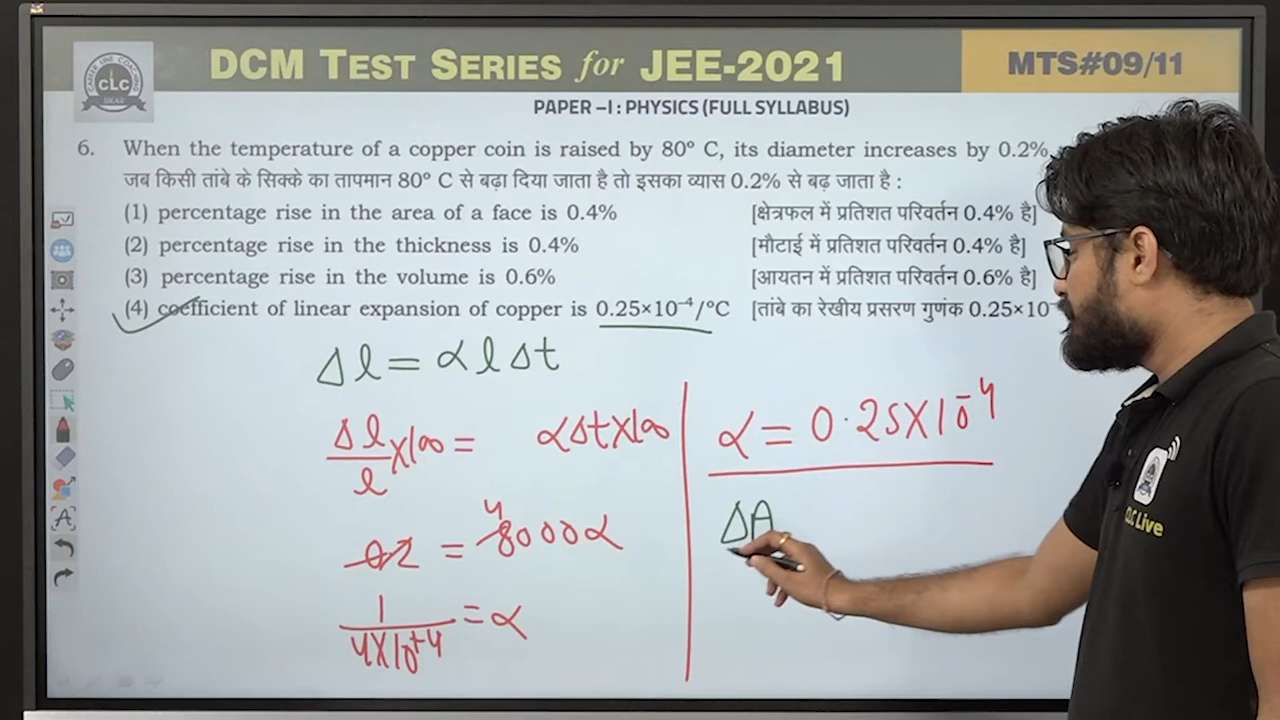 DCM TEST SERIES for JEE-2021
MTS#09/11
CLC
SIKAR
PAPER –I : PHYSICS (FULL SYLLABUS)
6. When the temperature of a copper coin is raised by 80º C, its diameter increases by 0.2%
जब किसी तांबे के सिक्के का तापमान 80º C से बढ़ा दिया जाता है तो इसका व्यास 0.2% से बढ़ जाता है :
(1) percentage rise in the area of a face is 0.4% [क्षेत्रफल में प्रतिशत परिवर्तन 0.4% है]
(2) percentage rise in the thickness is 0.4% [मौटाई में प्रतिशत परिवर्तन 0.4% है]
(3) percentage rise in the volume is 0.6% [आयतन में प्रतिशत परिवर्तन 0.6% है]
(4) coefficient of linear expansion of copper is 0.25×10⁻⁴/ºC [तांबे का रेखीय प्रसरण गुणांक 0.25×10
Δl = αlΔt
Δl/l ×100 = αΔt×100
= 8000α
4
1/4×10⁺⁴ = α
α = 0.25×10⁻⁴
ΔA
CLC Live